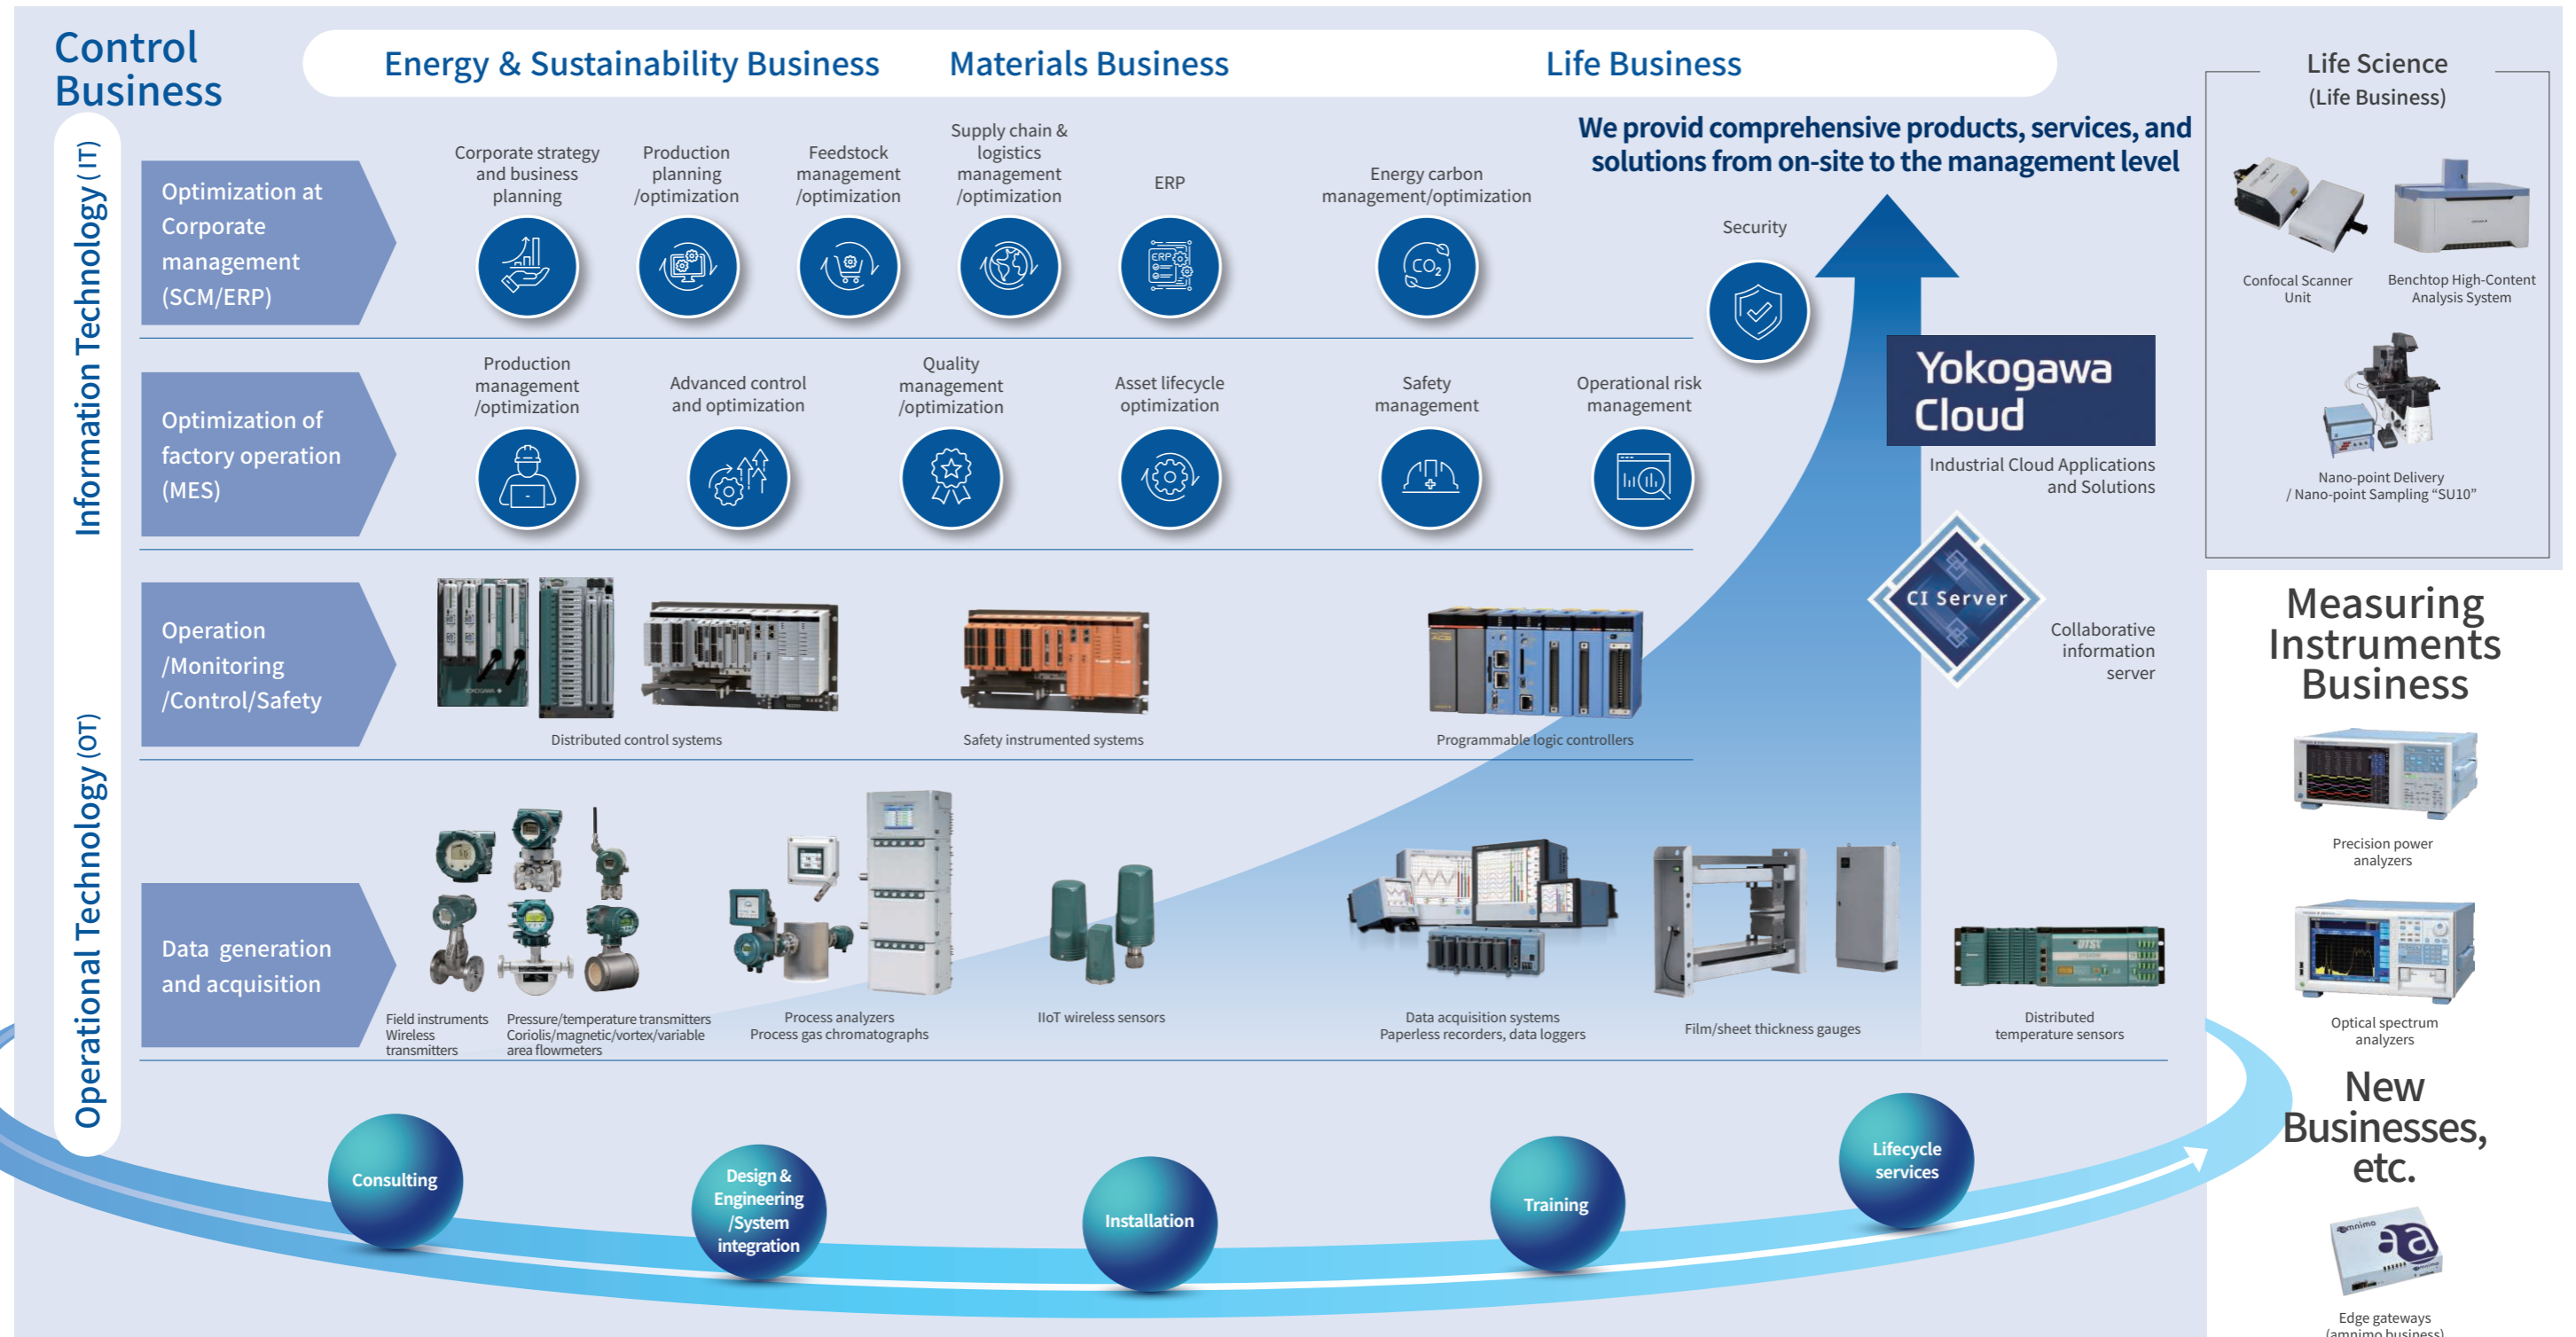 Control
Business
Energy & Sustainability Business
Materials Business
Life Business
Information Technology (IT)
Operational Technology (OT)
We provid comprehensive products, services, and
solutions from on-site to the management level
Optimization at
Corporate
management
(SCM/ERP)
Corporate strategy
and business
planning
Production
planning
/optimization
Feedstock
management
/optimization
Supply chain &
logistics
management
/optimization
ERP
ERP
Energy carbon
management/optimization
CO2
Security
Optimization of
factory operation
(MES)
Production
management
/optimization
Advanced control
and optimization
Quality
management
/optimization
Asset lifecycle
optimization
Safety
management
Operational risk
management
Yokogawa
Cloud
Industrial Cloud Applications
and Solutions
CI Server
Collaborative
information
server
Operation
/Monitoring
/Control/Safety
YOKOGAWA
Distributed control systems
Safety instrumented systems
Programmable logic controllers
Data generation
and acquisition
Field instruments
Wireless
transmitters
Pressure/temperature transmitters
Coriolis/magnetic/vortex/variable
area flowmeters
Process analyzers
Process gas chromatographs
IIoT wireless sensors
Data acquisition systems
Paperless recorders, data loggers
Film/sheet thickness gauges
DTSX
Distributed
temperature sensors
Consulting
Design &
Engineering
/System
integration
Installation
Training
Lifecycle
services
Life Science
(Life Business)
Confocal Scanner
Unit
Benchtop High-Content
Analysis System
Nano-point Delivery
/ Nano-point Sampling “SU10”
Measuring
Instruments
Business
Precision power
analyzers
Optical spectrum
analyzers
New
Businesses,
etc.
amnimo
Edge gateways
(amnimo business)